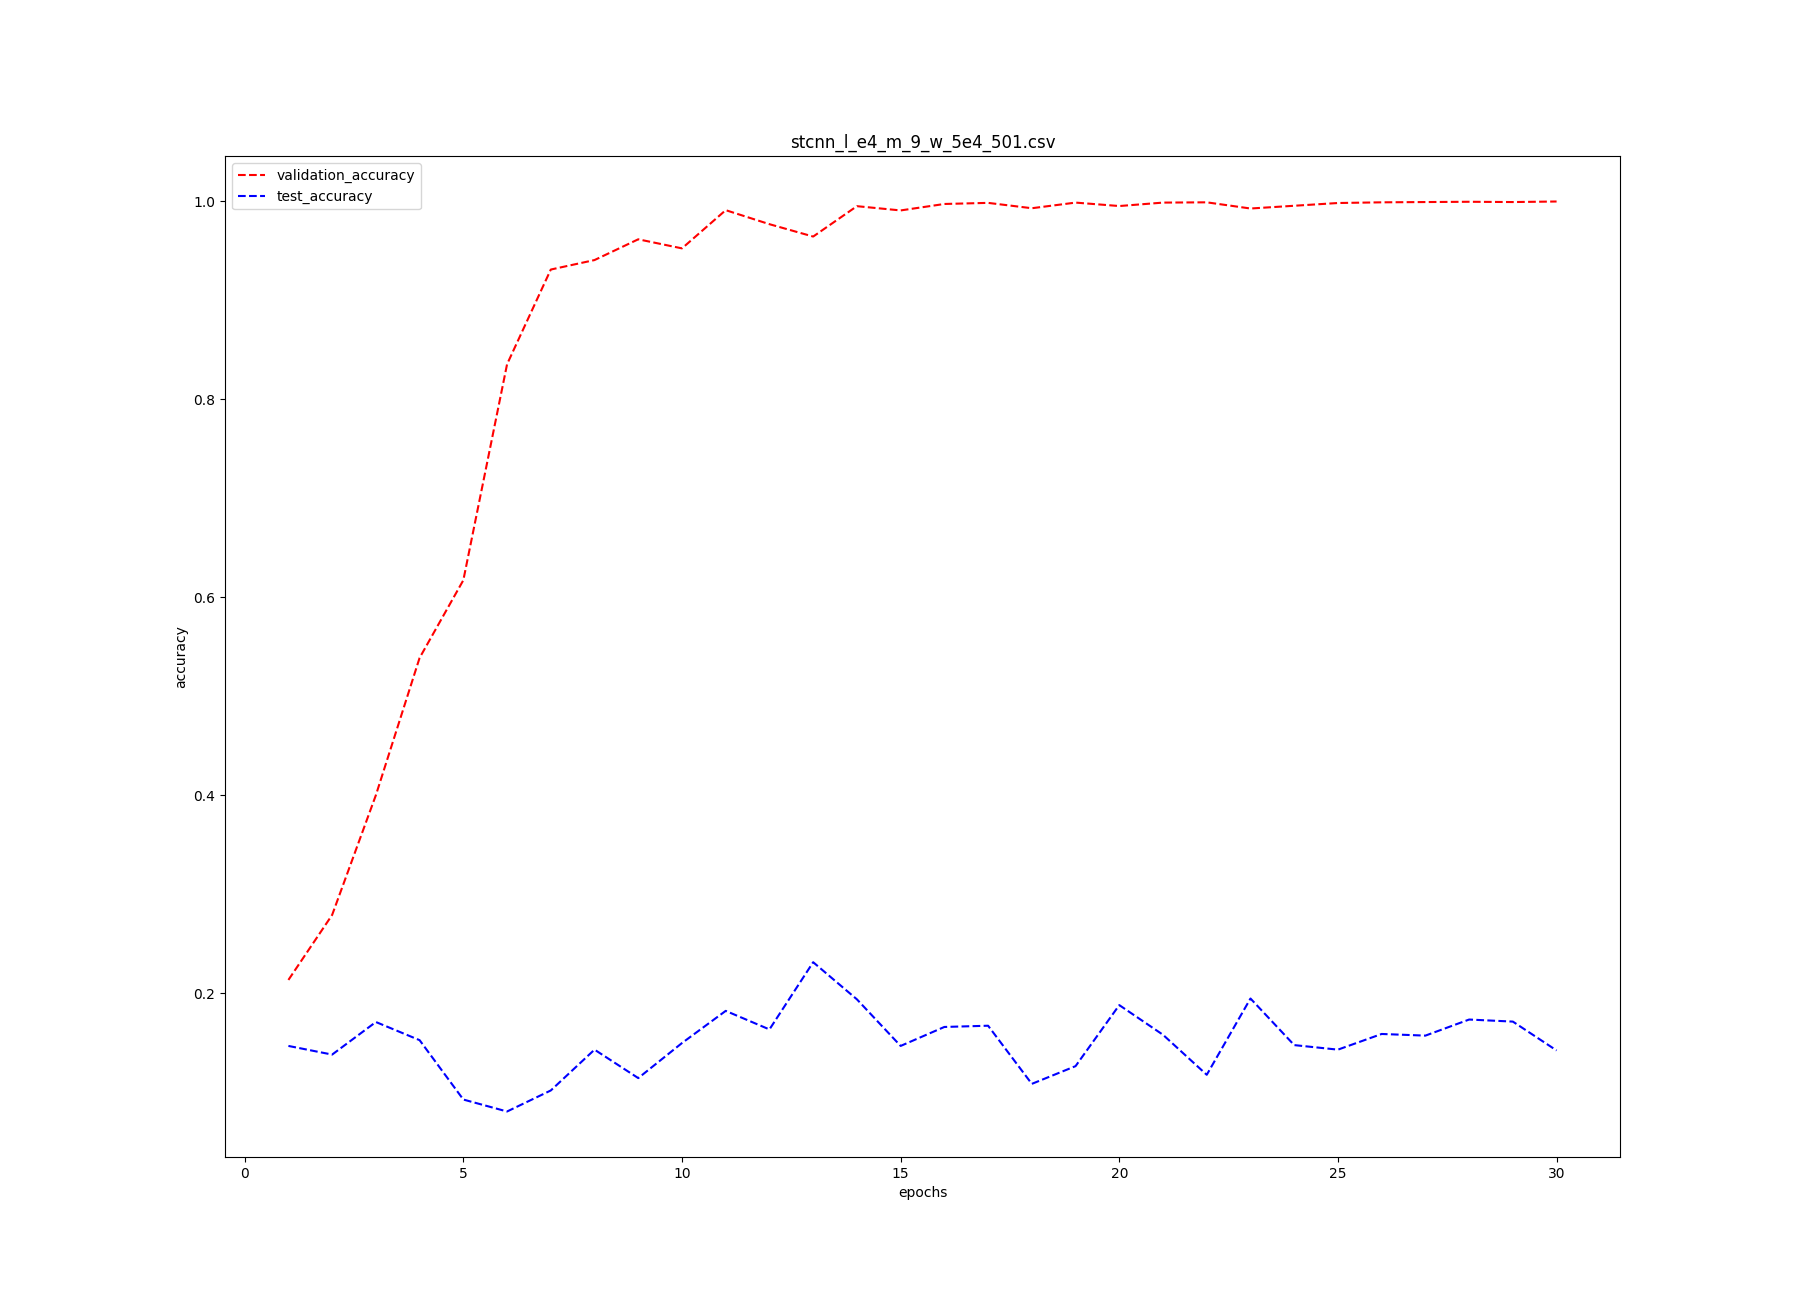 stcnn_l_e4_m_9_w_5e4_501.csv
validation_accuracy
test_accuracy
1.0
0.8
0.6
0.4
0.2
accuracy
0 5 10 15 20 25 30
epochs